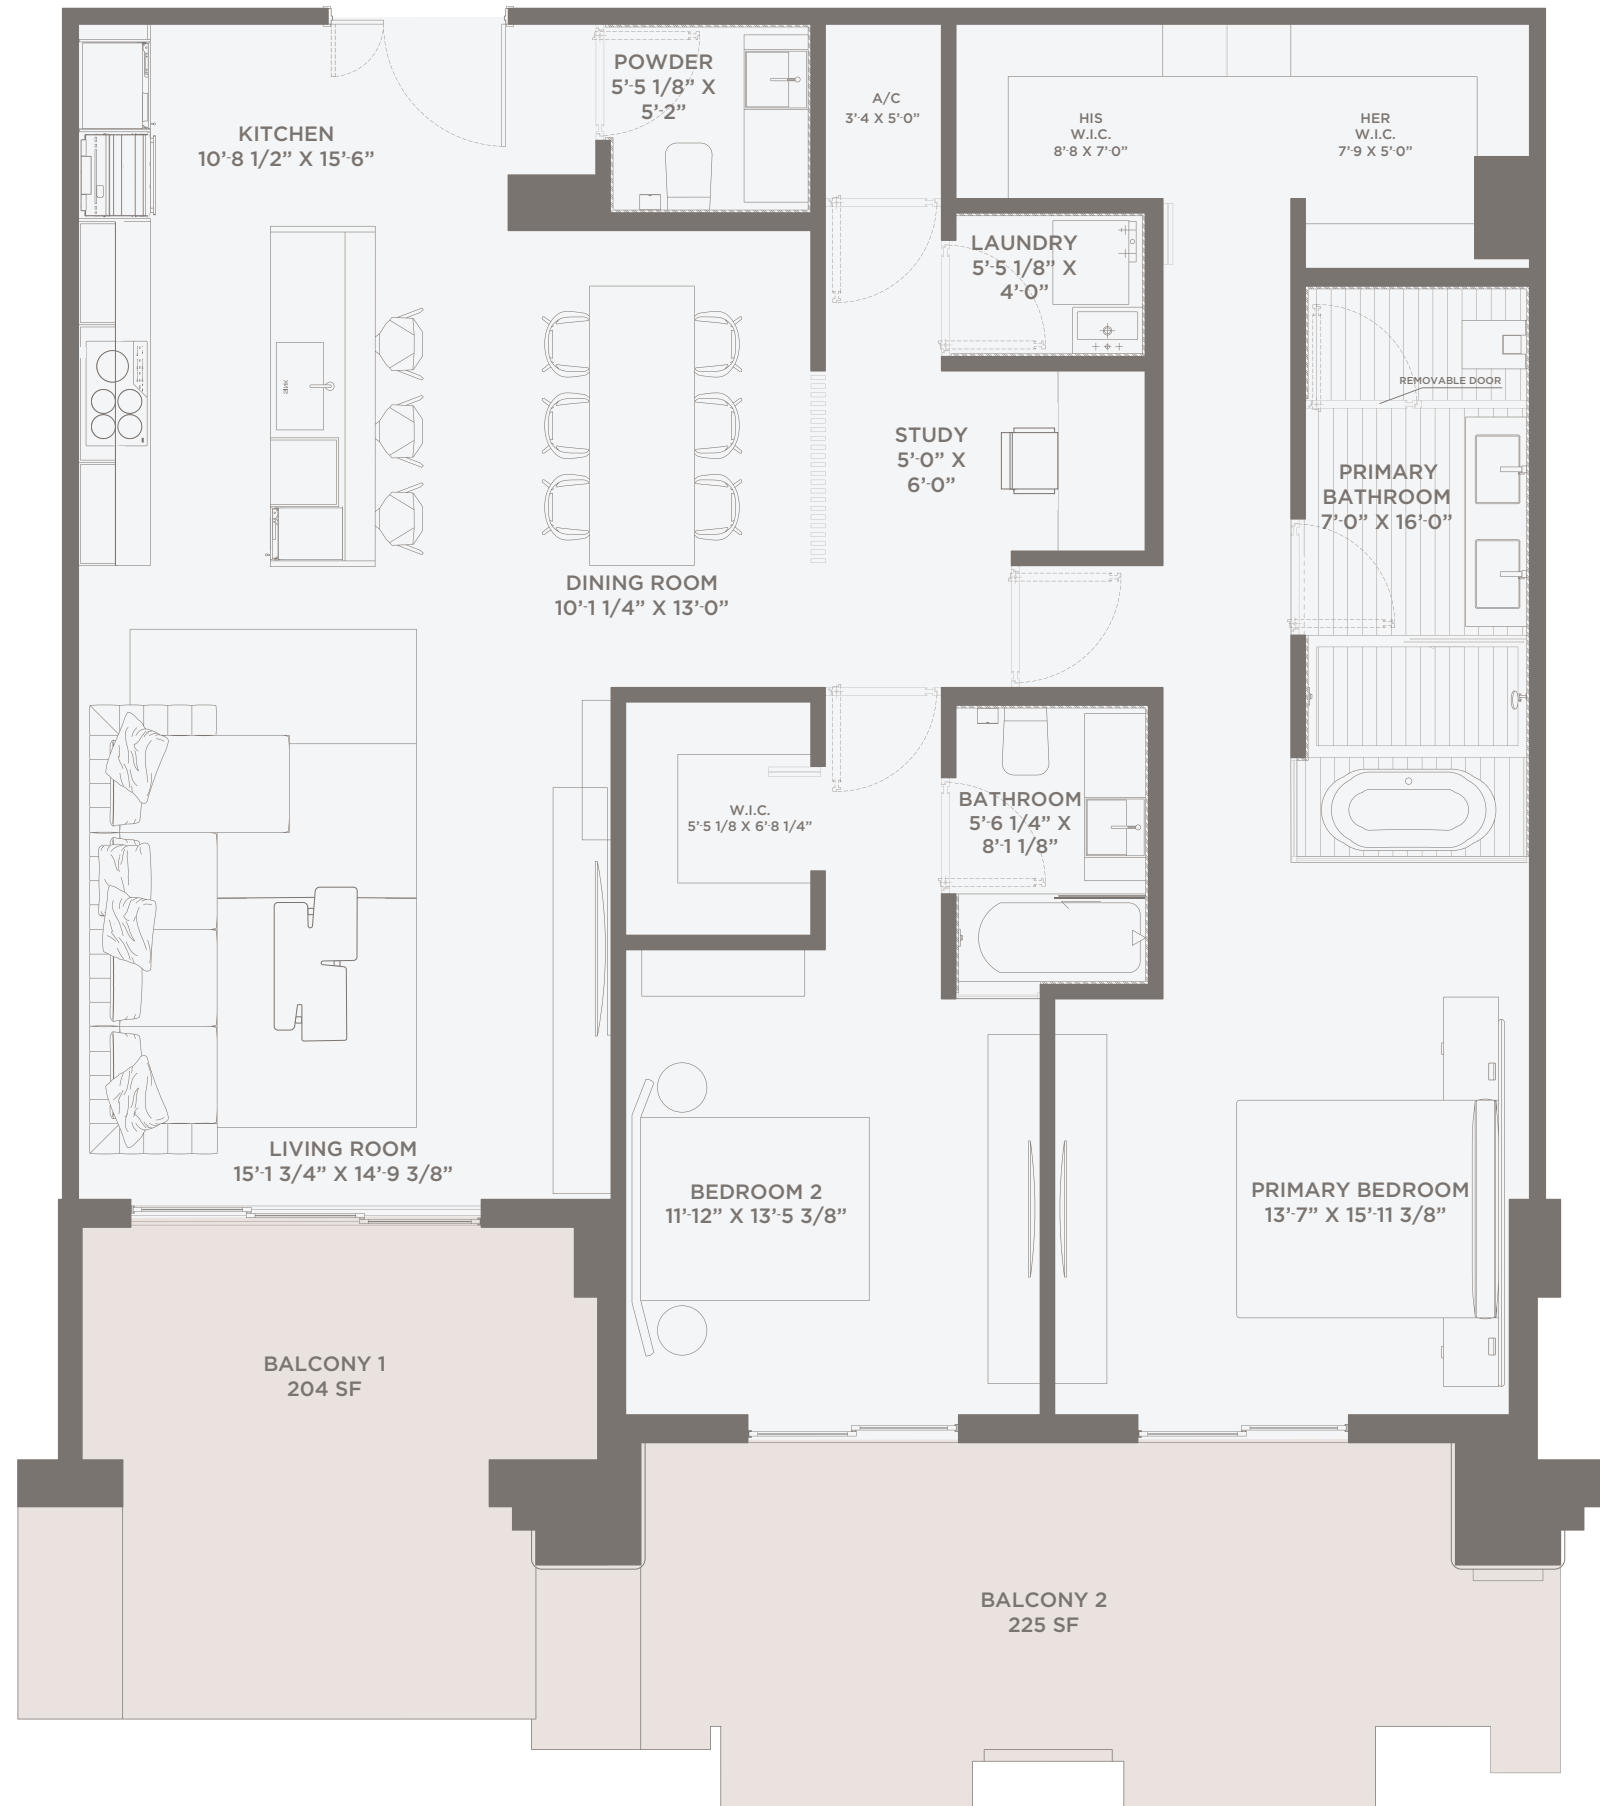 POWDER
5'-5 1/8” X
5'-2”
KITCHEN
10'-8 1/2” X 15'-6”
A/C
3'-4 X 5'-0”
HIS
W.I.C.
8'-8 X 7'-0”
HER
W.I.C.
7'-9 X 5'-0”
LAUNDRY
5'-5 1/8” X
4'-0”
REMOVABLE DOOR
STUDY
5'-0” X
6'-0”
PRIMARY
BATHROOM
7'-0” X 16'-0”
DINING ROOM
10'-1 1/4” X 13'-0”
W.I.C.
5'-5 1/8 X 6'-8 1/4”
BATHROOM
5'-6 1/4” X
8'-1 1/8”
LIVING ROOM
15'-1 3/4” X 14'-9 3/8”
BEDROOM 2
11'-12” X 13'-5 3/8”
PRIMARY BEDROOM
13'-7” X 15'-11 3/8”
BALCONY 1
204 SF
BALCONY 2
225 SF